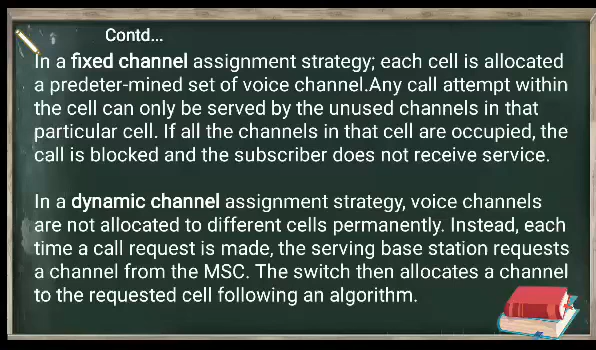 Contd...
In a fixed channel assignment strategy; each cell is allocated
a predeter-mined set of voice channel.Any call attempt within
the cell can only be served by the unused channels in that
particular cell. If all the channels in that cell are occupied, the
call is blocked and the subscriber does not receive service.
In a dynamic channel assignment strategy, voice channels
are not allocated to different cells permanently. Instead, each
time a call request is made, the serving base station requests
a channel from the MSC. The switch then allocates a channel
to the requested cell following an algorithm.